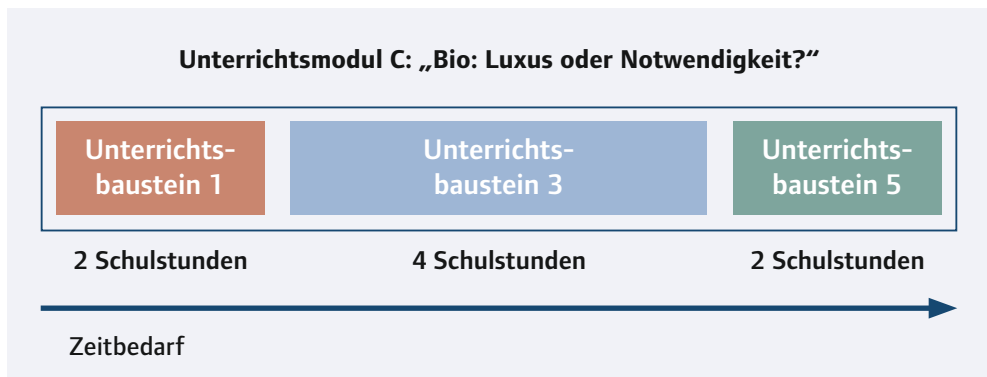 Unterrichtsmodul C: „Bio: Luxus oder Notwendigkeit?“
Unterrichts-
baustein 1
Unterrichts-
baustein 3
Unterrichts-
baustein 5
2 Schulstunden
4 Schulstunden
2 Schulstunden
Zeitbedarf